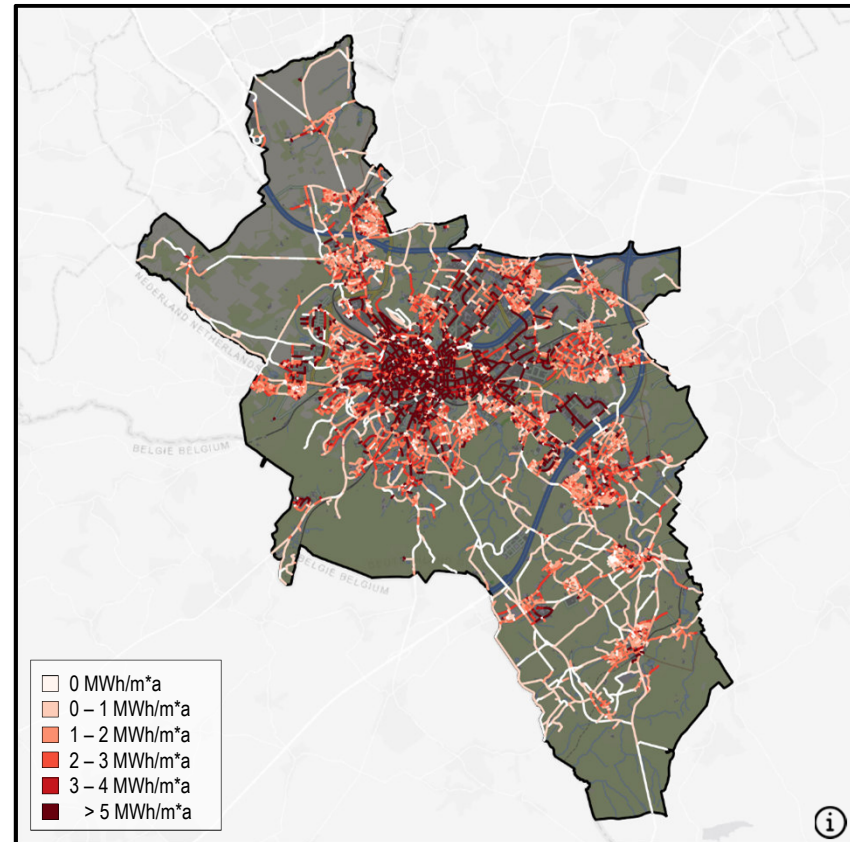 NEDERLAND NETHERLANDS
BELGIË BELGIUM
BELGIË BELGIUM
0 MWh/m*a
0 – 1 MWh/m*a
1 – 2 MWh/m*a
2 – 3 MWh/m*a
3 – 4 MWh/m*a
> 5 MWh/m*a
i